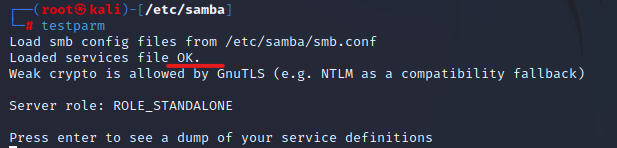 ┌──(root㉿kali)-[/etc/samba]
└─# testparm
Load smb config files from /etc/samba/smb.conf
Loaded services file OK.
Weak crypto is allowed by GnuTLS (e.g. NTLM as a compatibility fallback)
Server role: ROLE_STANDALONE
Press enter to see a dump of your service definitions